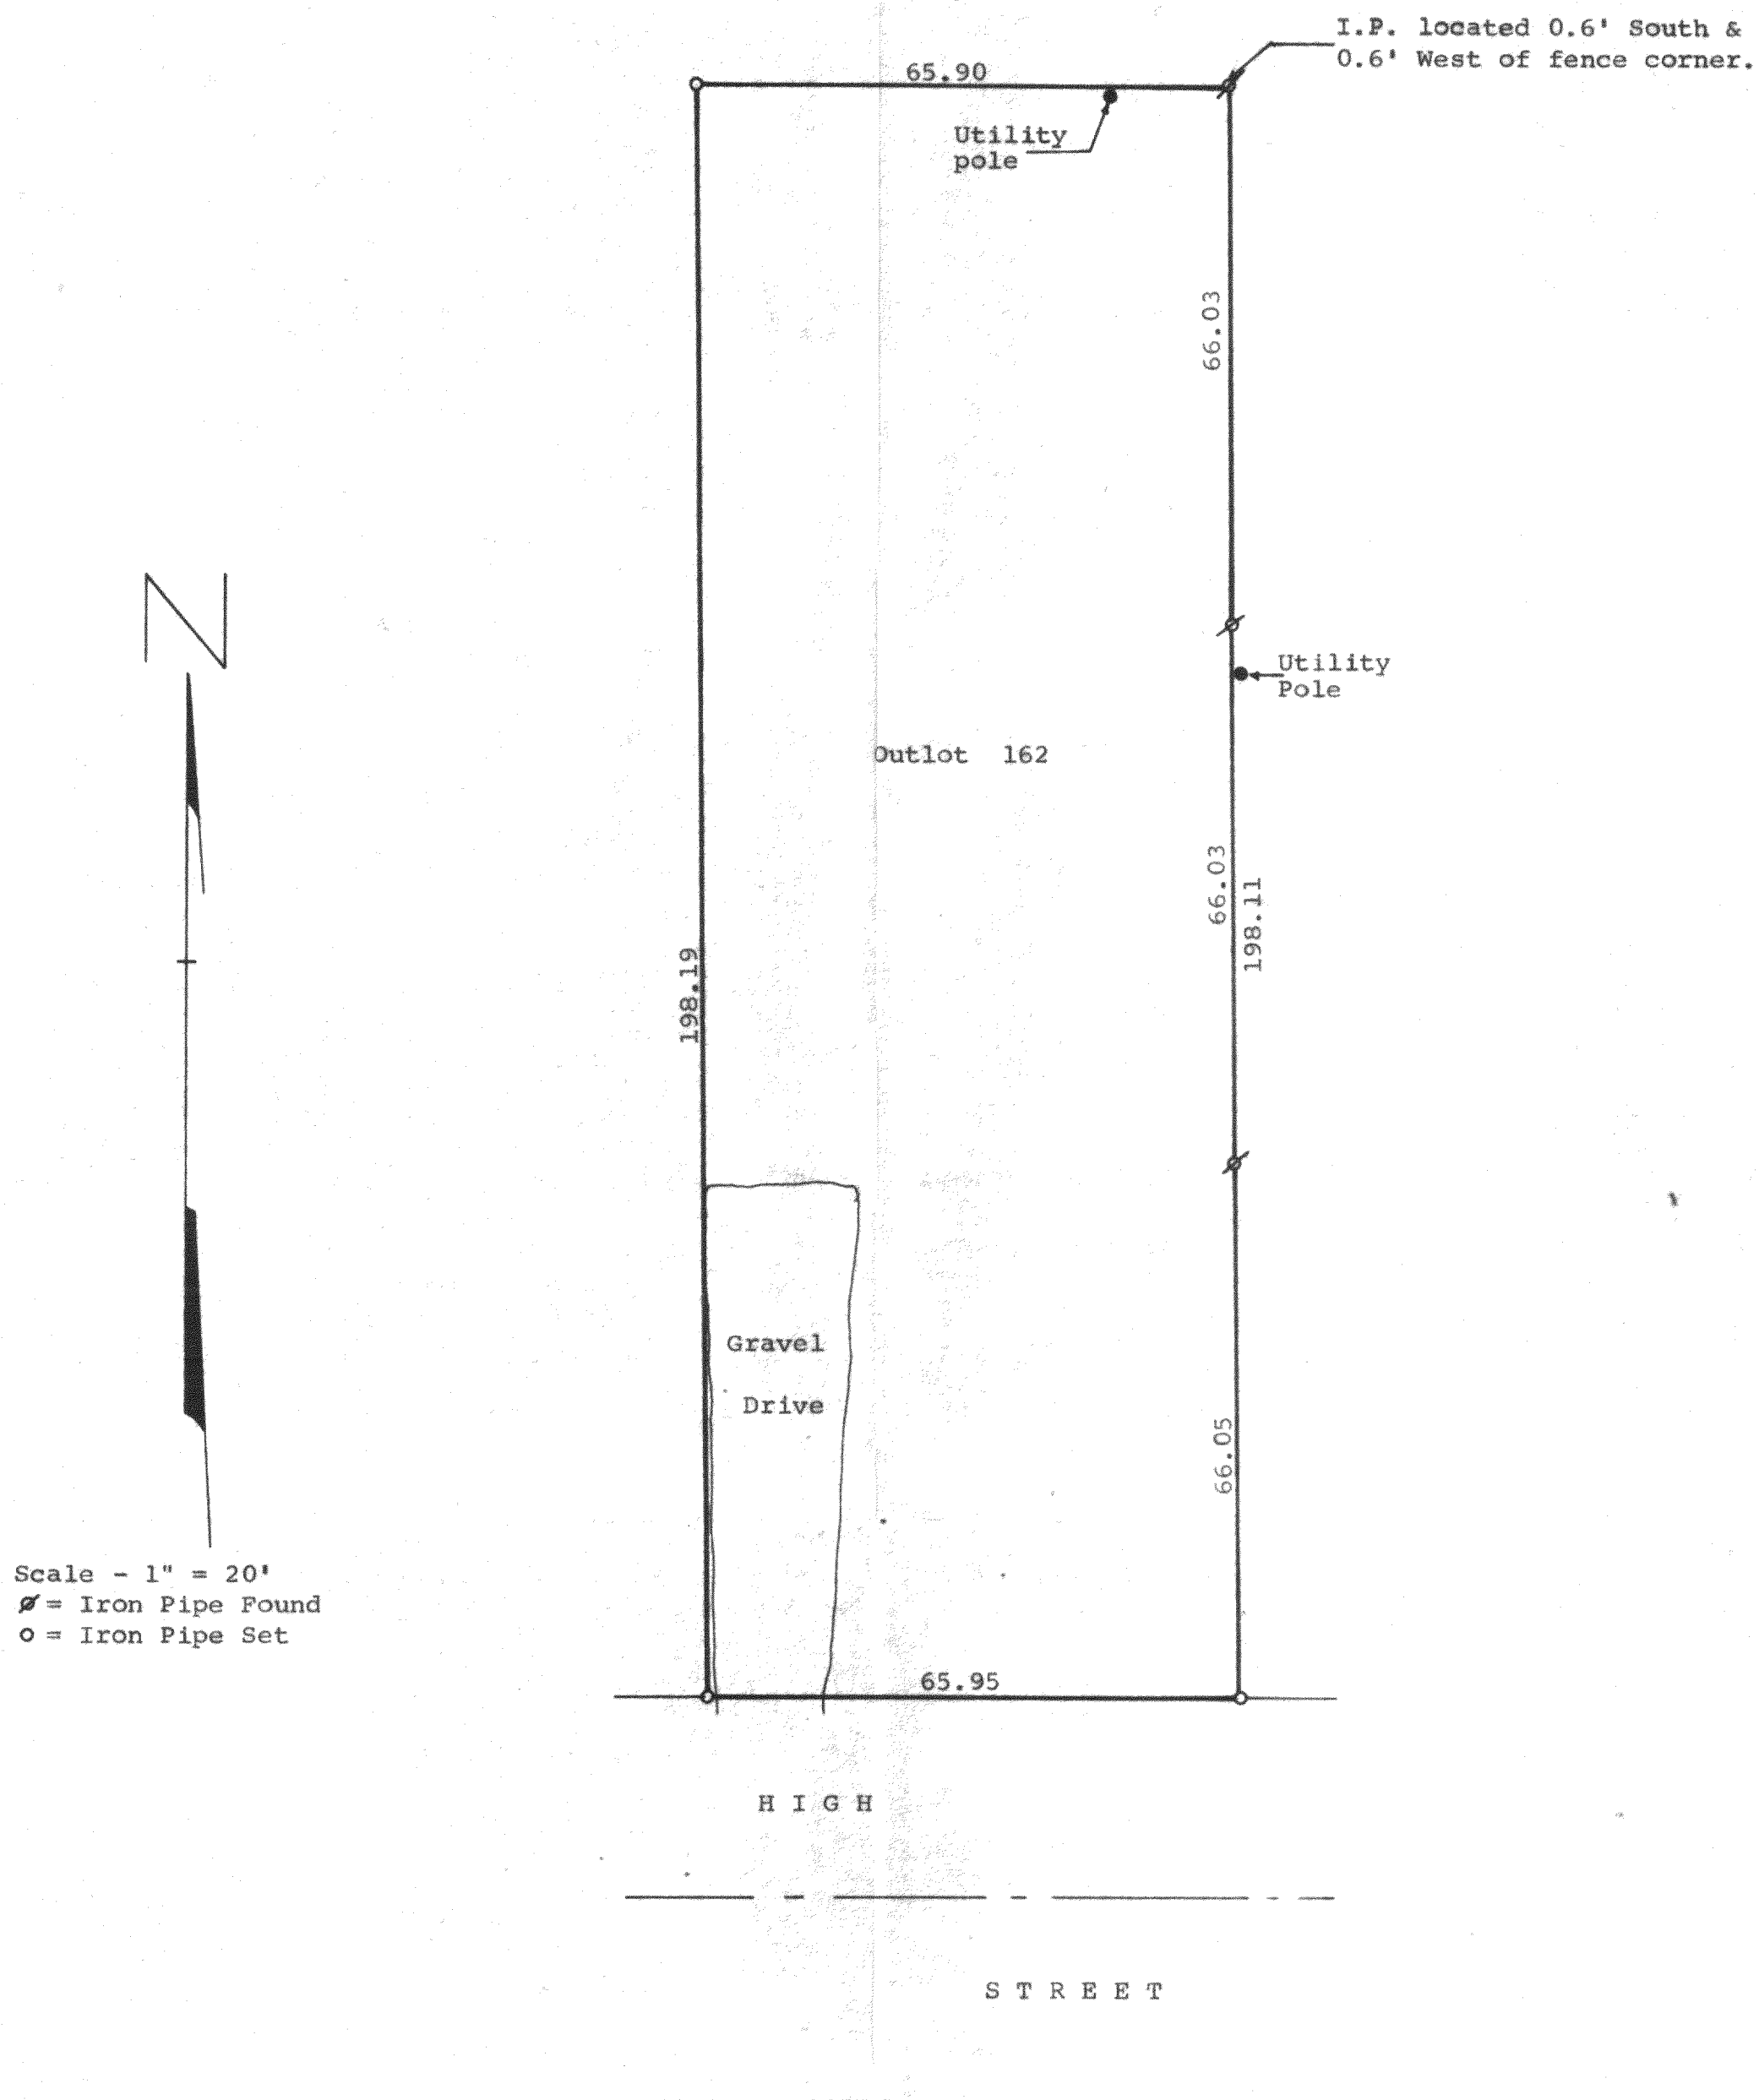 I.P. located 0.6' South &
0.6' West of fence corner.
65.90
Utility
pole
66.03
N
Utility
Pole
Outlot 162
66.03
198.11
198.19
Gravel
Drive
66.05
Scale - 1" = 20'
= Iron Pipe Found
= Iron Pipe Set
65.95
HIGH
STREET